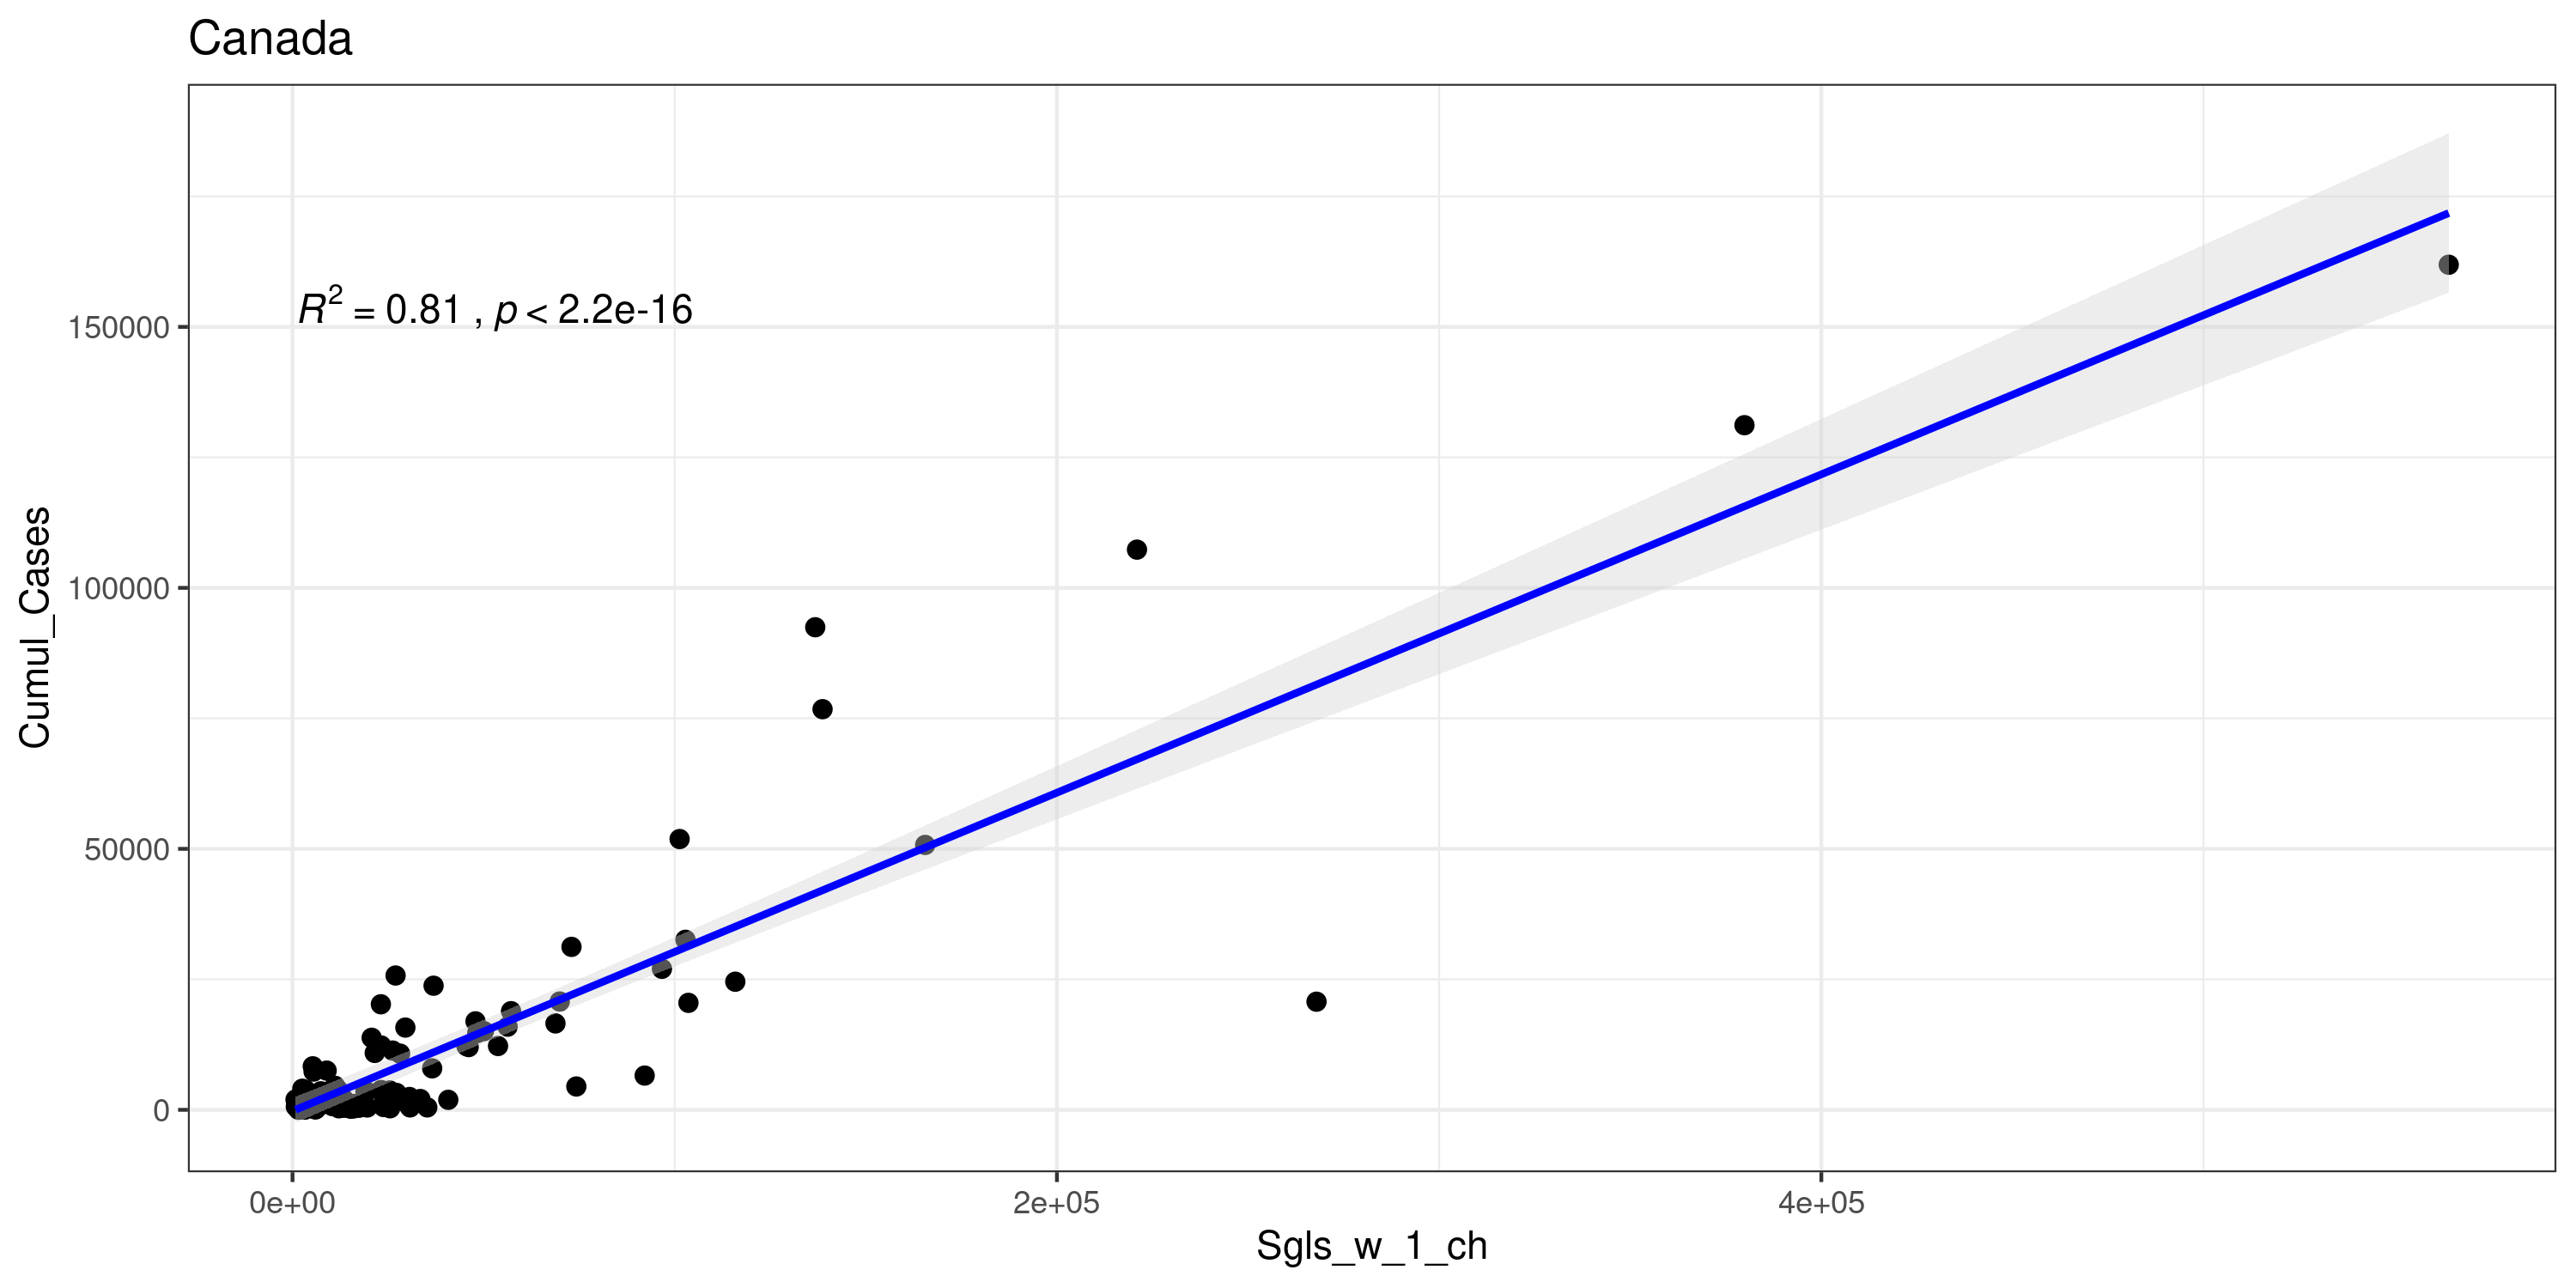 Canada
R² = 0.81 , p < 2.2e-16
Cumul_Cases
150000
100000
50000
0
0e+00 2e+05 4e+05
Sgls_w_1_ch